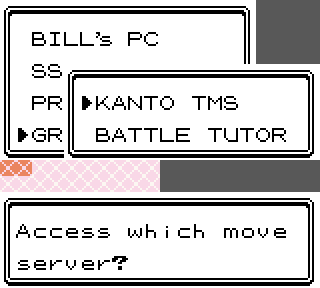 BILL's PC
SS
PR
▶GR
▶KANTO TMS
BATTLE TUTOR
Access which move
server?